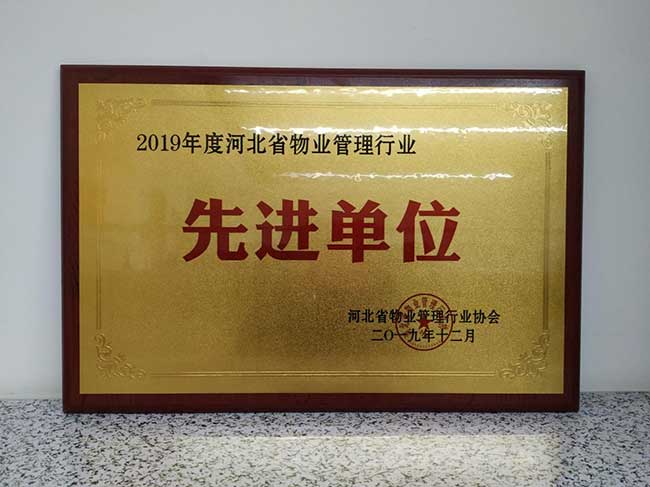 2019年度河北省物业管理行业
先进单位
河北省物业管理行业协会
二〇一九年十二月